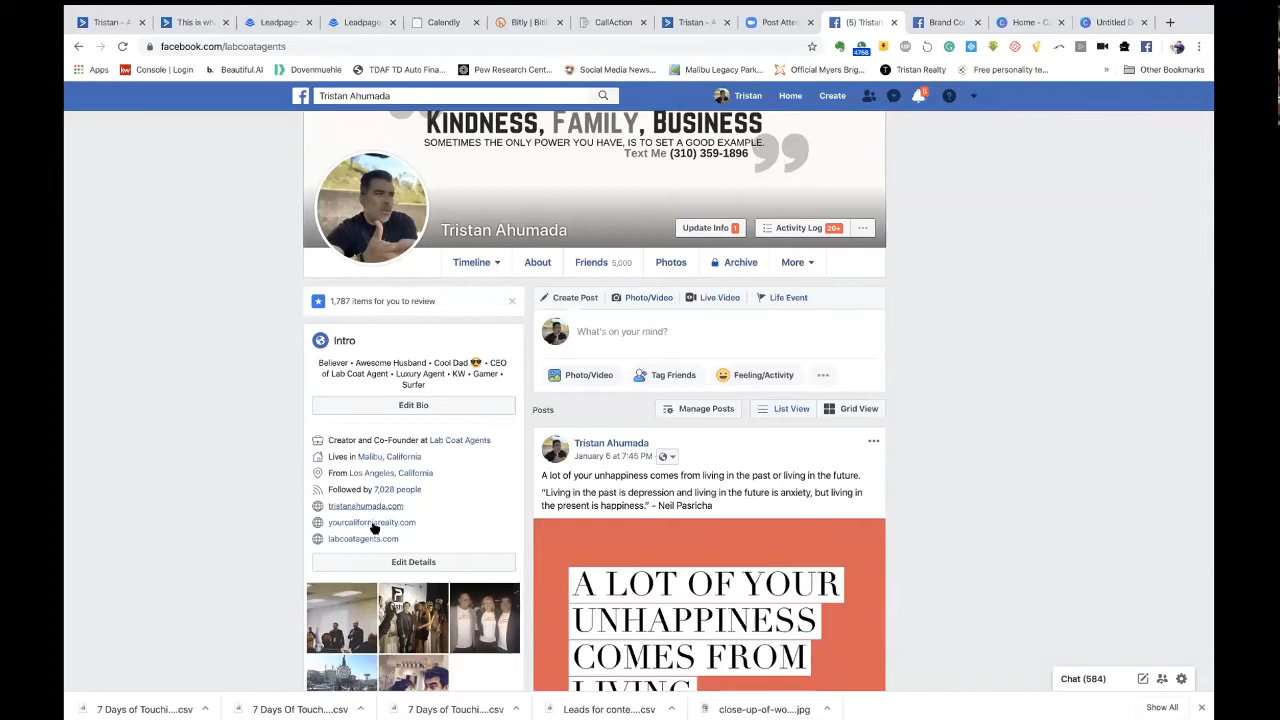 Tristan - A
This is wh
Leadpage
Leadpage
Calendly
Bitly | Bitl
CallAction
Tristan - A
Post Atte
(5) Tristan
Brand Co
Home - C
Untitled D
facebook.com/labcoatagents
4768
Apps
Console | Login
Beautiful.AI
Dovenmuehle
TDAF TD Auto Fina...
Pew Research Cent...
Social Media News...
Malibu Legacy Park...
Official Myers Brig...
Tristan Realty
Free personality te...
»
Other Bookmarks
Tristan Ahumada
Tristan
Home
Create
5
KINDNESS, FAMILY, BUSINESS
SOMETIMES THE ONLY POWER YOU HAVE, IS TO SET A GOOD EXAMPLE.
Text Me (310) 359-1896
Tristan Ahumada
Update Info 1
Activity Log 20+
Timeline
About
Friends 5,000
Photos
Archive
More
1,787 items for you to review
Intro
Believer • Awesome Husband • Cool Dad 😎 • CEO
of Lab Coat Agent • Luxury Agent • KW • Gamer •
Surfer
Edit Bio
Creator and Co-Founder at Lab Coat Agents
Lives in Malibu, California
From Los Angeles, California
Followed by 7,028 people
tristanahumada.com
yourcaliforniarealty.com
labcoatagents.com
Edit Details
Create Post
Photo/Video
Live Video
Life Event
What's on your mind?
Photo/Video
Tag Friends
Feeling/Activity
Posts
Manage Posts
List View
Grid View
Tristan Ahumada
January 6 at 7:45 PM
A lot of your unhappiness comes from living in the past or living in the future.
"Living in the past is depression and living in the future is anxiety, but living in
the present is happiness." - Neil Pasricha
A LOT OF YOUR
UNHAPPINESS
COMES FROM
LIVING
Chat (584)
7 Days of Touchi....csv
7 Days Of Touch....csv
7 Days of Touchi....csv
Leads for conte....csv
close-up-of-wo....jpg
Show All